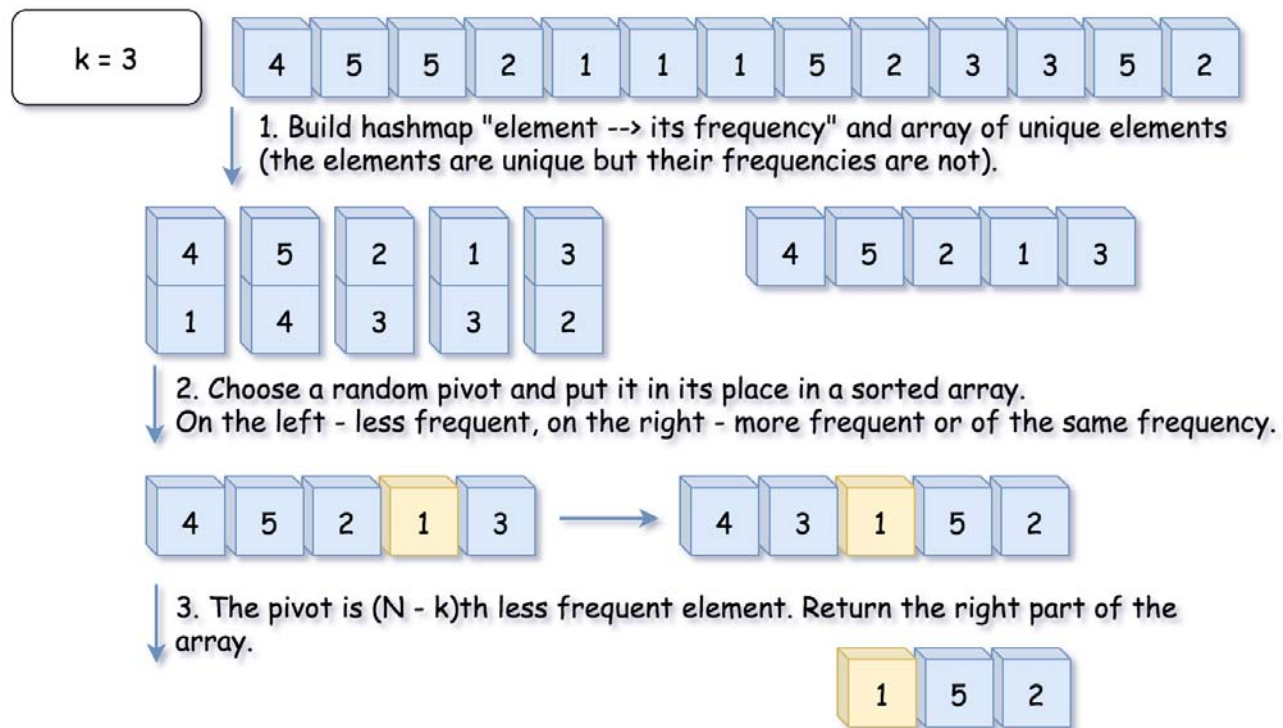 k = 3
4 5 5 2 1 1 1 5 2 3 3 5 2
1. Build hashmap "element --> its frequency" and array of unique elements
(the elements are unique but their frequencies are not).
4 5 2 1 3
1 4 3 3 2
4 5 2 1 3
2. Choose a random pivot and put it in its place in a sorted array.
On the left - less frequent, on the right - more frequent or of the same frequency.
4 5 2 1 3
4 3 1 5 2
3. The pivot is (N - k)th less frequent element. Return the right part of the
array.
1 5 2